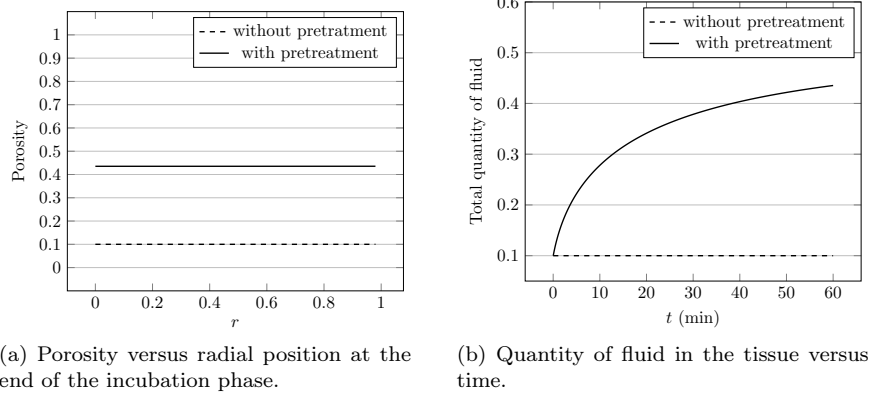 1
0.9
0.8
0.7
0.6
0.5
0.4
0.3
0.2
0.1
0
Porosity
without pretratment
with pretreatment
0 0.2 0.4 0.6 0.8 1
r
(a) Porosity versus radial position at the
end of the incubation phase.
0.6
0.5
0.4
0.3
0.2
0.1
Total quantity of fluid
without pretreatment
with pretreatment
0 10 20 30 40 50 60
t (min)
(b) Quantity of fluid in the tissue versus
time.